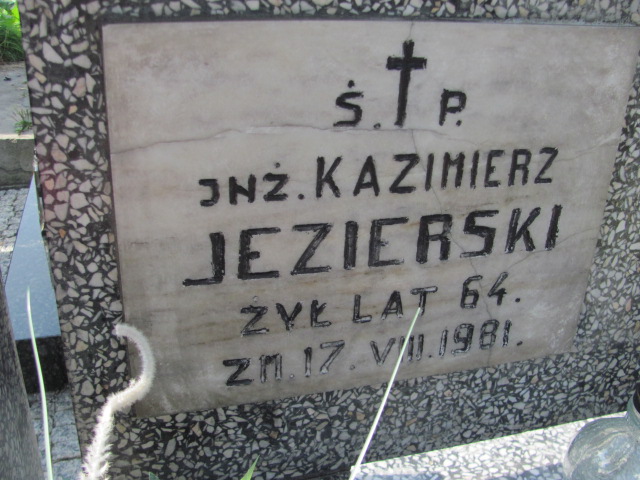 Ś. P.
INŻ. KAZIMIERZ
JEZIERSKI
ŻYŁ LAT 64.
ZM. 17. VIII. 1981.